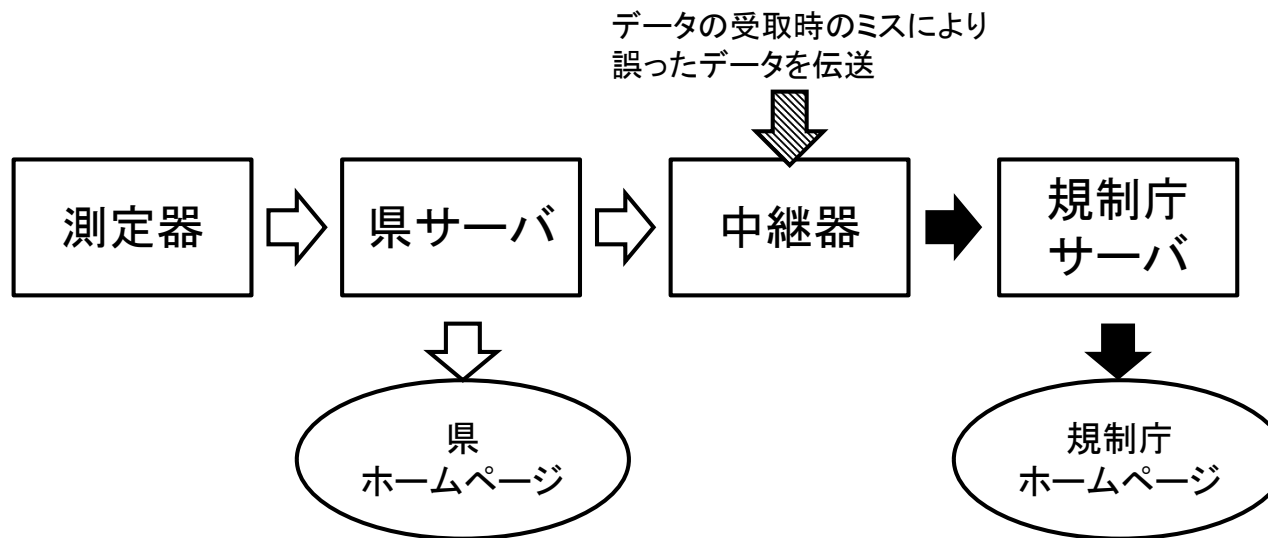 データの受取時のミスにより
誤ったデータを伝送
測定器
県サーバ
中継器
規制庁
サーバ
県
ホームページ
規制庁
ホームページ